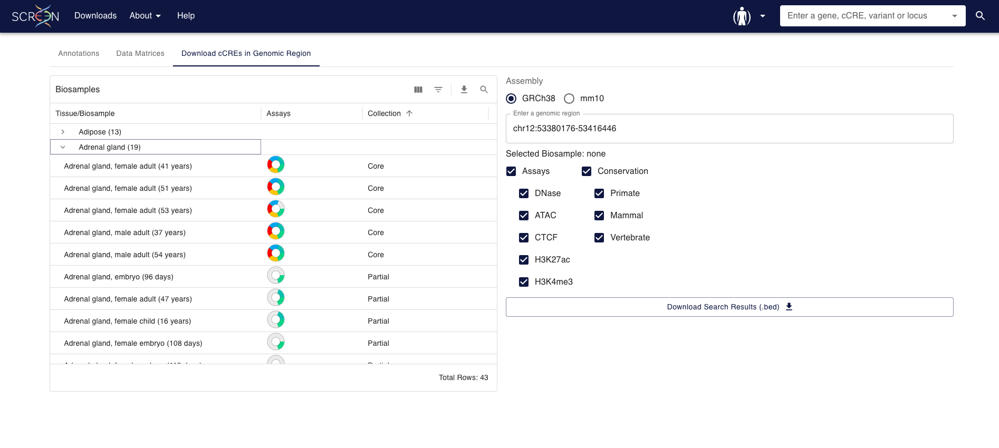 SCREEN Downloads About Help Enter a gene, cCRE, variant or locus
Annotations Data Matrices Download cCREs in Genomic Region
Biosamples
Tissue/Biosample Assays Collection
Adipose (13)
Adrenal gland (19)
Adrenal gland, female adult (41 years) Core
Adrenal gland, female adult (51 years) Core
Adrenal gland, female adult (53 years) Core
Adrenal gland, male adult (37 years) Core
Adrenal gland, male adult (54 years) Core
Adrenal gland, embryo (96 days) Partial
Adrenal gland, female adult (47 years) Partial
Adrenal gland, female child (16 years) Partial
Adrenal gland, female embryo (108 days) Partial
Total Rows: 43
Assembly
GRCh38 mm10
Enter a genomic region
chr12:53380176-53416446
Selected Biosample: none
Assays Conservation
DNase Primate
ATAC Mammal
CTCF Vertebrate
H3K27ac
H3K4me3
Download Search Results (.bed)